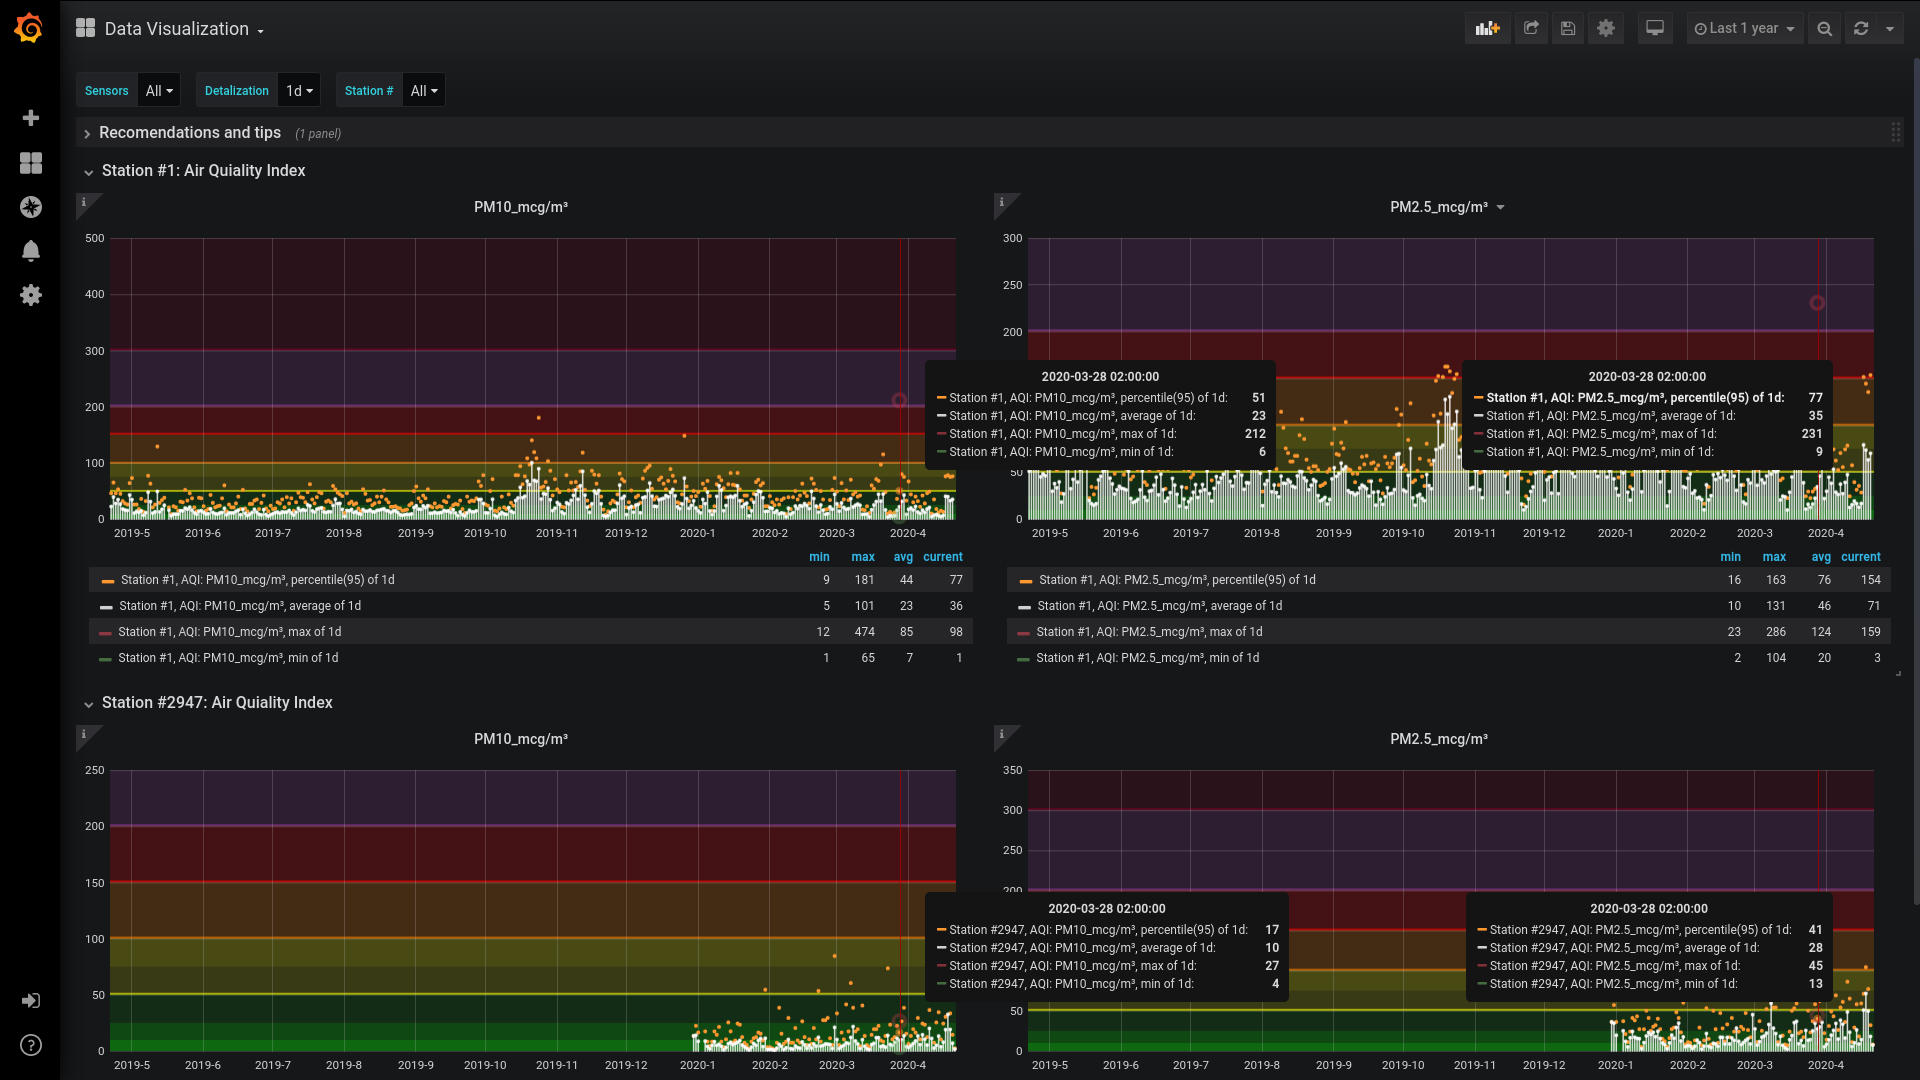 Data Visualization
Last 1 year
Sensors All Detalization 1d Station # All
Recomendations and tips (1 panel)
Station #1: Air Quiality Index
PM10_mcg/m³
500
400
300
200
100
0
2019-5 2019-6 2019-7 2019-8 2019-9 2019-10 2019-11 2019-12 2020-1 2020-2 2020-3 2020-4
min max avg current
Station #1, AQI: PM10_mcg/m³, percentile(95) of 1d 9 181 44 77
Station #1, AQI: PM10_mcg/m³, average of 1d 5 101 23 36
Station #1, AQI: PM10_mcg/m³, max of 1d 12 474 85 98
Station #1, AQI: PM10_mcg/m³, min of 1d 1 65 7 1
2020-03-28 02:00:00
Station #1, AQI: PM10_mcg/m³, percentile(95) of 1d: 51
Station #1, AQI: PM10_mcg/m³, average of 1d: 23
Station #1, AQI: PM10_mcg/m³, max of 1d: 212
Station #1, AQI: PM10_mcg/m³, min of 1d: 6
PM2.5_mcg/m³
300
250
200
50
0
2019-5 2019-6 2019-7 2019-8 2019-9 2019-10 2019-11 2019-12 2020-1 2020-2 2020-3 2020-4
2020-03-28 02:00:00
Station #1, AQI: PM2.5_mcg/m³, percentile(95) of 1d: 77
Station #1, AQI: PM2.5_mcg/m³, average of 1d: 35
Station #1, AQI: PM2.5_mcg/m³, max of 1d: 231
Station #1, AQI: PM2.5_mcg/m³, min of 1d: 9
min max avg current
Station #1, AQI: PM2.5_mcg/m³, percentile(95) of 1d 16 163 76 154
Station #1, AQI: PM2.5_mcg/m³, average of 1d 10 131 46 71
Station #1, AQI: PM2.5_mcg/m³, max of 1d 23 286 124 159
Station #1, AQI: PM2.5_mcg/m³, min of 1d 2 104 20 3
Station #2947: Air Quiality Index
PM10_mcg/m³
250
200
150
100
50
0
2019-5 2019-6 2019-7 2019-8 2019-9 2019-10 2019-11 2019-12 2020-1 2020-2 2020-3 2020-4
2020-03-28 02:00:00
Station #2947, AQI: PM10_mcg/m³, percentile(95) of 1d: 17
Station #2947, AQI: PM10_mcg/m³, average of 1d: 10
Station #2947, AQI: PM10_mcg/m³, max of 1d: 27
Station #2947, AQI: PM10_mcg/m³, min of 1d: 4
PM2.5_mcg/m³
350
300
250
200
50
0
2019-5 2019-6 2019-7 2019-8 2019-9 2019-10 2019-11 2019-12 2020-1 2020-2 2020-3 2020-4
2020-03-28 02:00:00
Station #2947, AQI: PM2.5_mcg/m³, percentile(95) of 1d: 41
Station #2947, AQI: PM2.5_mcg/m³, average of 1d: 28
Station #2947, AQI: PM2.5_mcg/m³, max of 1d: 45
Station #2947, AQI: PM2.5_mcg/m³, min of 1d: 13